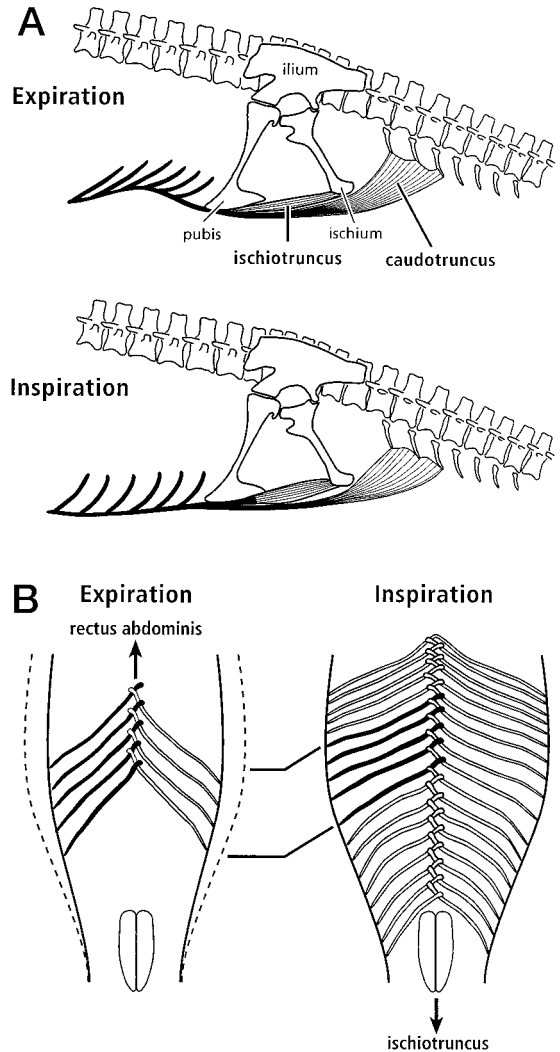 A
ilium
Expiration
pubis
ischium
ischiotruncus
caudotruncus
Inspiration
B
Expiration
Inspiration
rectus abdominis
ischiotruncus